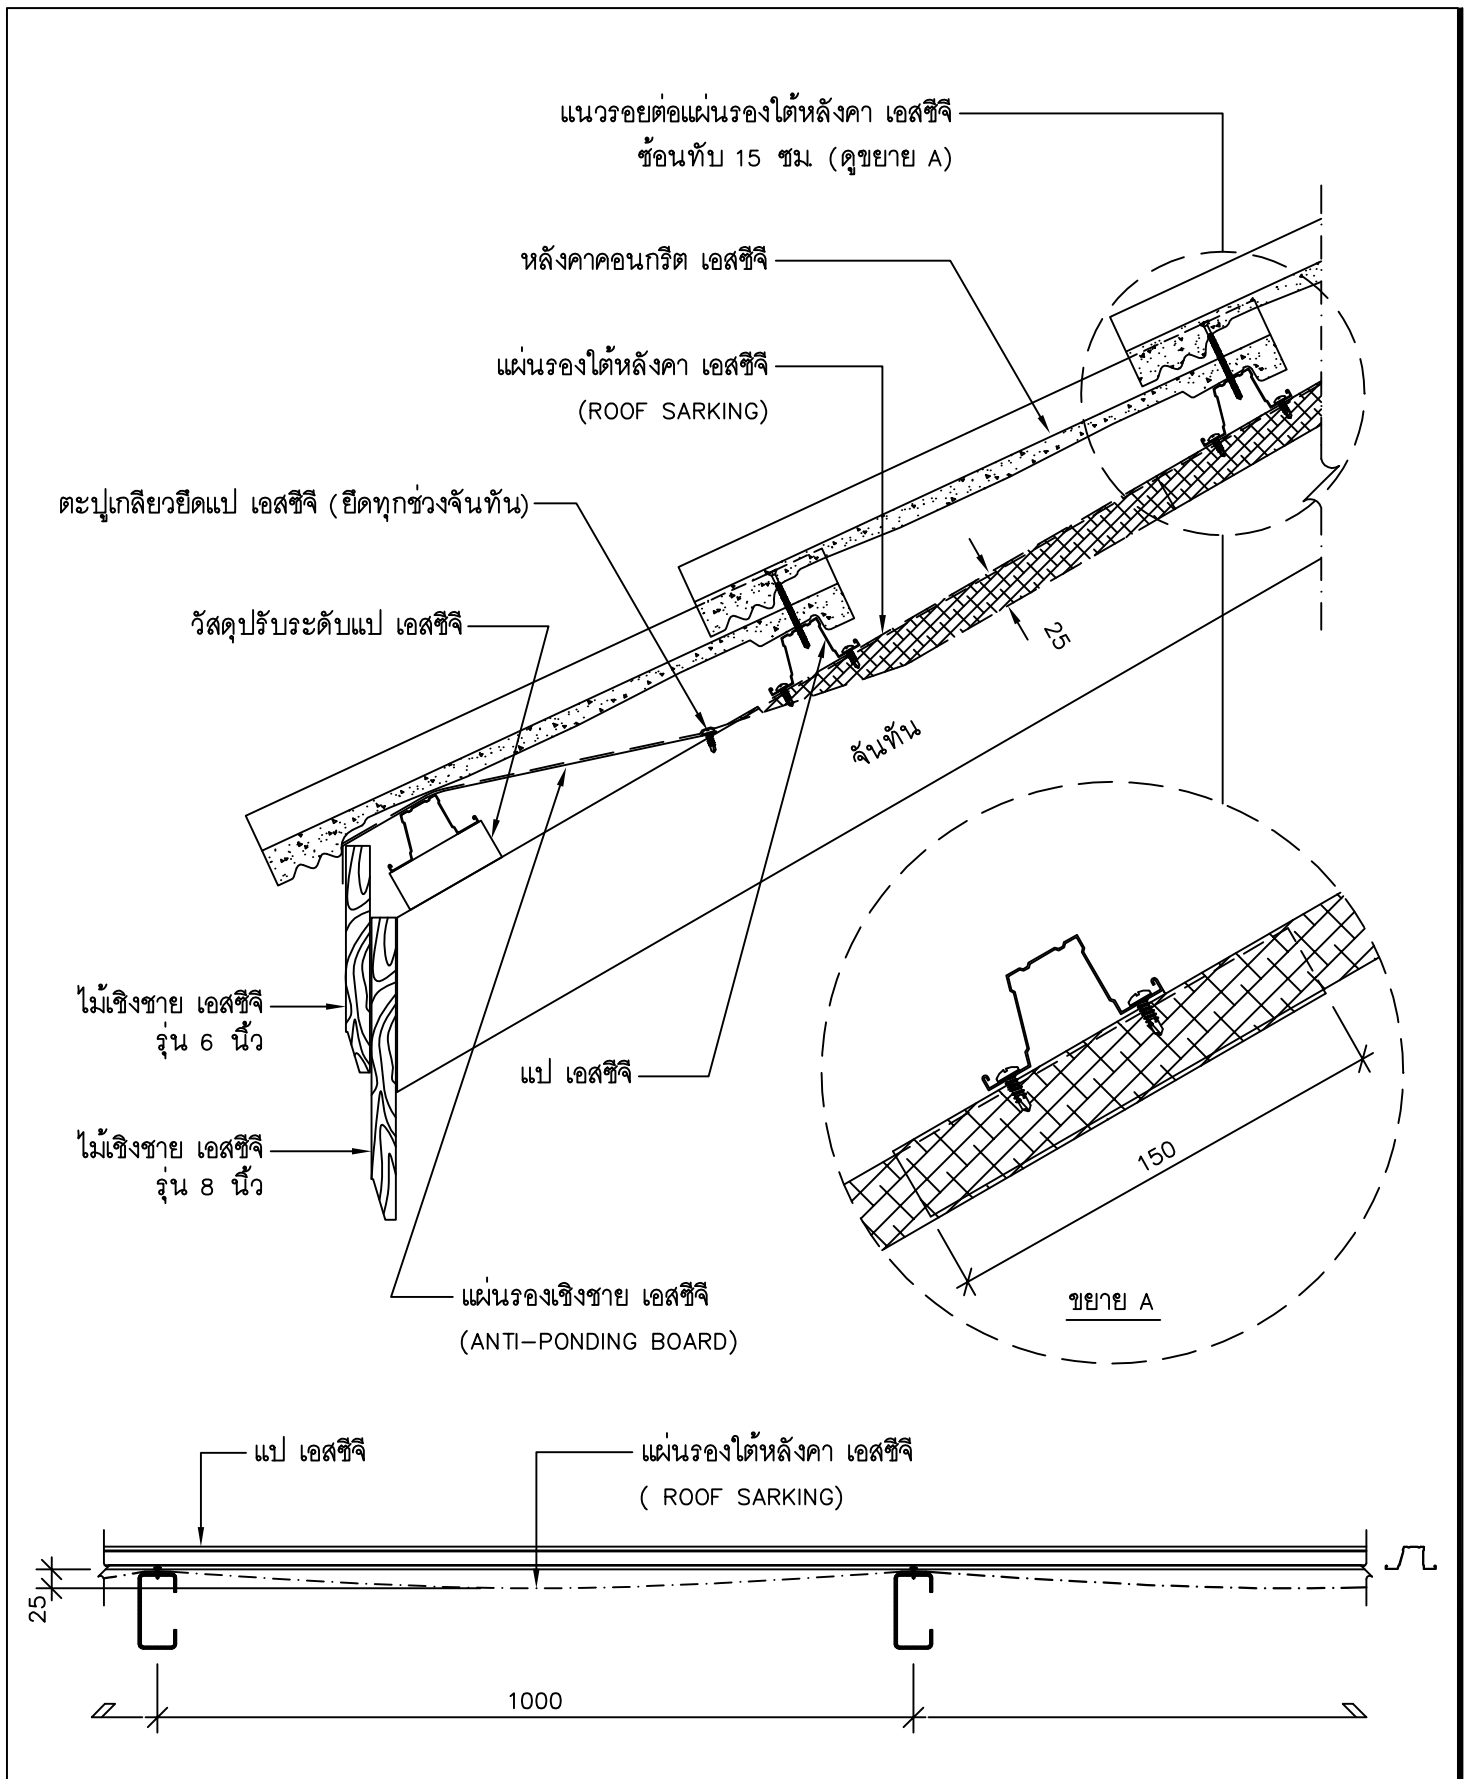 แนวรอยต่อแผ่นรองใต้หลังคา เอสซีจี
ซ้อนทับ 15 ซม. (ดูขยาย A)
หลังคาคอนกรีต เอสซีจี
แผ่นรองใต้หลังคา เอสซีจี
(ROOF SARKING)
ตะปูเกลียวยึดแป เอสซีจี (ยึดทุกช่วงจันทัน)
วัสดุปรับระดับแป เอสซีจี
25
จันทัน
ไม้เชิงชาย เอสซีจี
รุ่น 6 นิ้ว
แป เอสซีจี
ไม้เชิงชาย เอสซีจี
รุ่น 8 นิ้ว
150
แผ่นรองเชิงชาย เอสซีจี
(ANTI-PONDING BOARD)
ขยาย A
แป เอสซีจี
แผ่นรองใต้หลังคา เอสซีจี
( ROOF SARKING)
25
1000